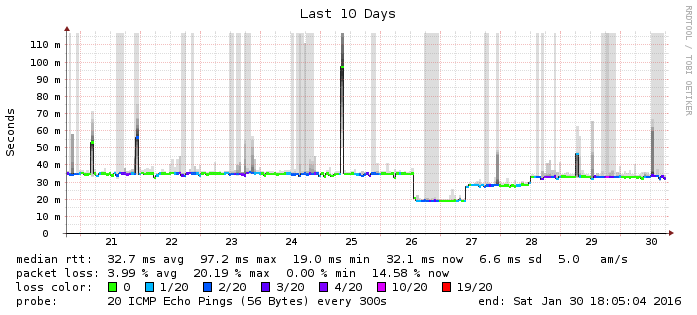 Last 10 Days
RRDTOOL / TOBI OETIKER
Seconds
110 m
100 m
90 m
80 m
70 m
60 m
50 m
40 m
30 m
20 m
10 m
0
21 22 23 24 25 26 27 28 29 30
median rtt: 32.7 ms avg 97.2 ms max 19.0 ms min 32.1 ms now 6.6 ms sd 5.0 am/s
packet loss: 3.99 % avg 20.19 % max 0.00 % min 14.58 % now
loss color: 0 1/20 2/20 3/20 4/20 10/20 19/20
probe: 20 ICMP Echo Pings (56 Bytes) every 300s end: Sat Jan 30 18:05:04 2016